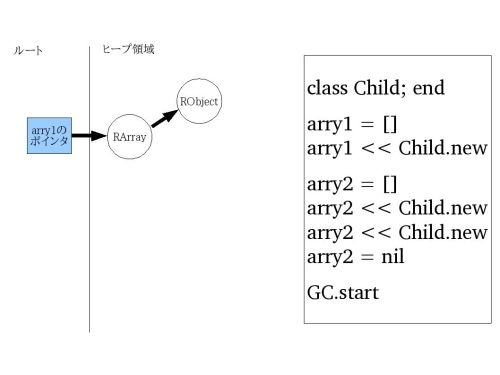 ルート
ヒープ領域
arry1の
ポインタ
RArray
RObject
class Child; end
arry1 = []
arry1 << Child.new
arry2 = []
arry2 << Child.new
arry2 << Child.new
arry2 = nil
GC.start